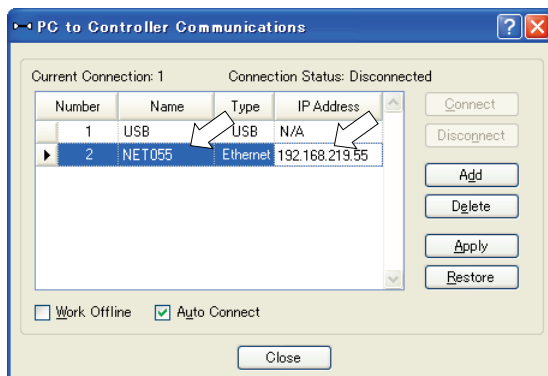 PC to Controller Communications
Current Connection: 1 Connection Status: Disconnected
Number Name Type IP Address
1 USB USB N/A
2 NET055 Ethernet 192.168.219.55
Connect
Disconnect
Add
Delete
Apply
Restore
Work Offline Auto Connect
Close